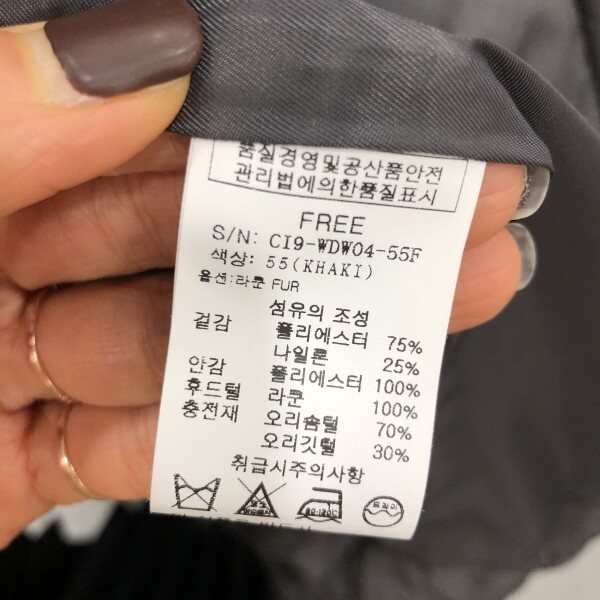 품질경영및공산품안전
관리법에의한품질표시
FREE
S/N: CI9-WDW04-55F
색상: 55(KHAKI)
옵션:라쿤 FUR
섬유의 조성
겉감 폴리에스터 75%
나일론 25%
안감 폴리에스터 100%
후드털 라쿤 100%
충전재 오리솜털 70%
오리깃털 30%
취급시주의사항
드라이